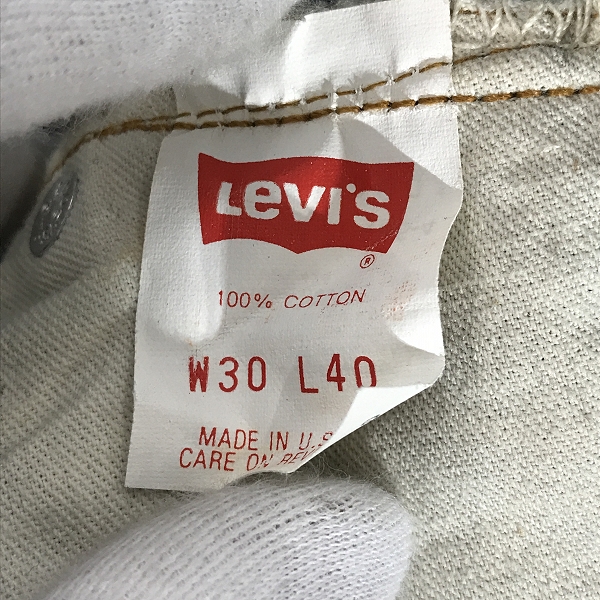 Levi's
®
100% COTTON
W30 L40
MADE IN U.S
CARE ON